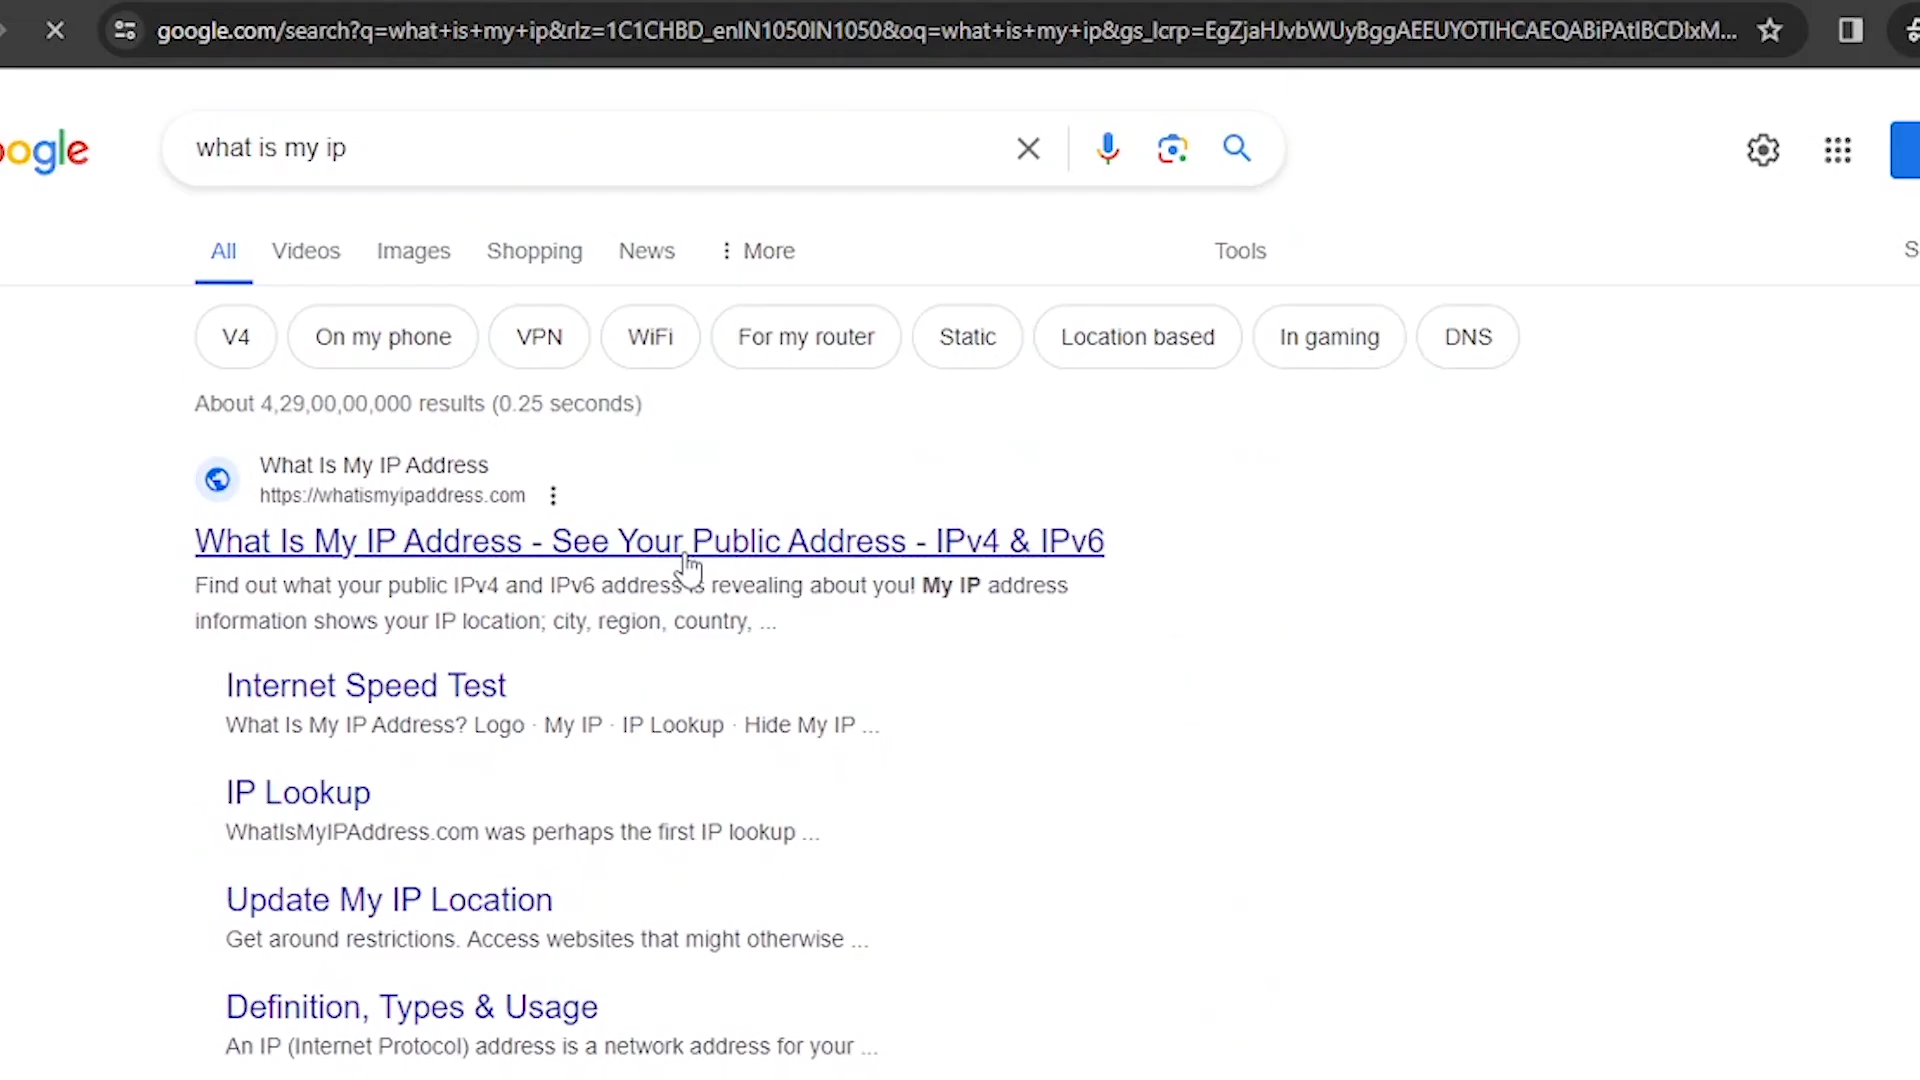 google.com/search?q=what+is+my+ip&rlz=1C1CHBD_enIN1050IN1050&oq=what+is+my+ip&gs_lcrp=EgZjaHJvbWUyBggAEEUYOTIHCAEQABiPAtIBCDIxM...
ogle
what is my ip
All Videos Images Shopping News More Tools
V4 On my phone VPN WiFi For my router Static Location based In gaming DNS
About 4,29,00,00,000 results (0.25 seconds)
What Is My IP Address
https://whatismyipaddress.com
What Is My IP Address - See Your Public Address - IPv4 & IPv6
Find out what your public IPv4 and IPv6 address is revealing about you! My IP address
information shows your IP location; city, region, country, ...
Internet Speed Test
What Is My IP Address? Logo · My IP · IP Lookup · Hide My IP ...
IP Lookup
WhatIsMyIPAddress.com was perhaps the first IP lookup ...
Update My IP Location
Get around restrictions. Access websites that might otherwise ...
Definition, Types & Usage
An IP (Internet Protocol) address is a network address for your ...